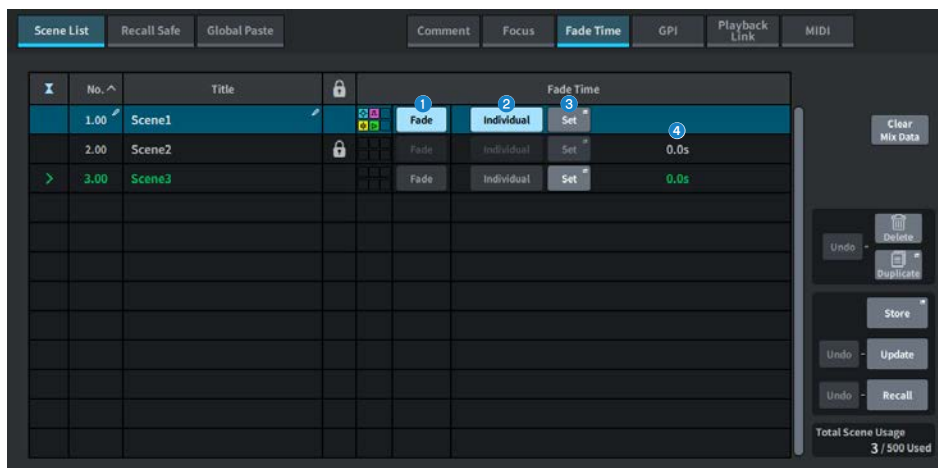 Scene List
Recall Safe
Global Paste
Comment
Focus
Fade Time
GPI
Playback
Link
MIDI
No.
Title
Fade Time
1
2
3
4
1.00
Scene1
Fade
Individual
Set
2.00
Scene2
Fade
Individual
Set
0.0s
3.00
Scene3
Fade
Individual
Set
0.0s
Clear
Mix Data
Undo
Delete
Duplicate
Store
Undo
Update
Undo
Recall
Total Scene Usage
3 / 500 Used